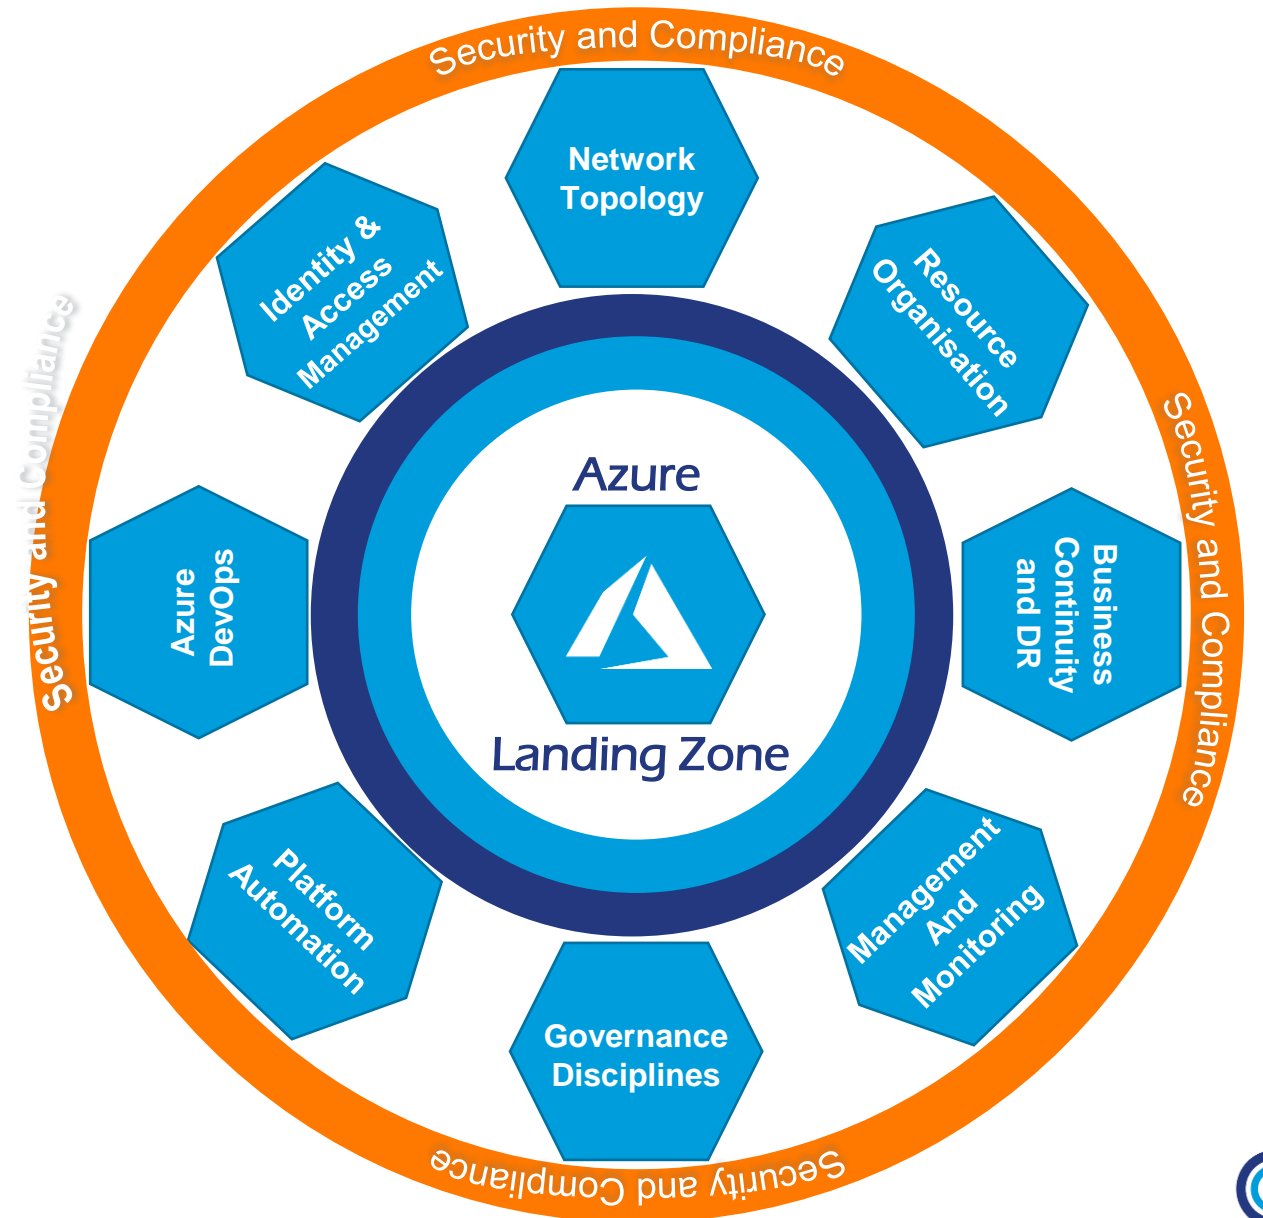 Security and Compliance
Network
Topology
Identity &
Access
Management
Resource
Organisation
Security and Compliance
Security and Compliance
Azure
Landing Zone
Azure
DevOps
Business
Continuity
and DR
Platform
Automation
Management
And
Monitoring
Governance
Disciplines
Security and Compliance